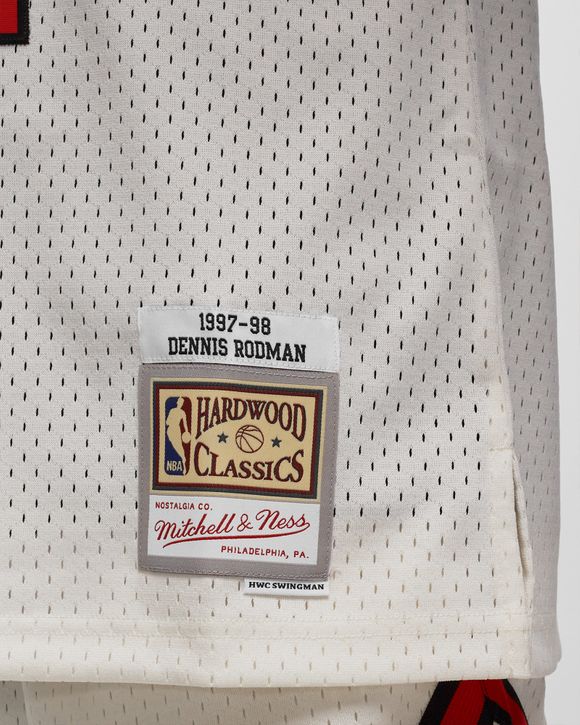 1997-98
DENNIS RODMAN
HARDWOOD
CLASSICS
NBA
NOSTALGIA CO.
Mitchell & Ness
PHILADELPHIA, PA.
HWC SWINGMAN